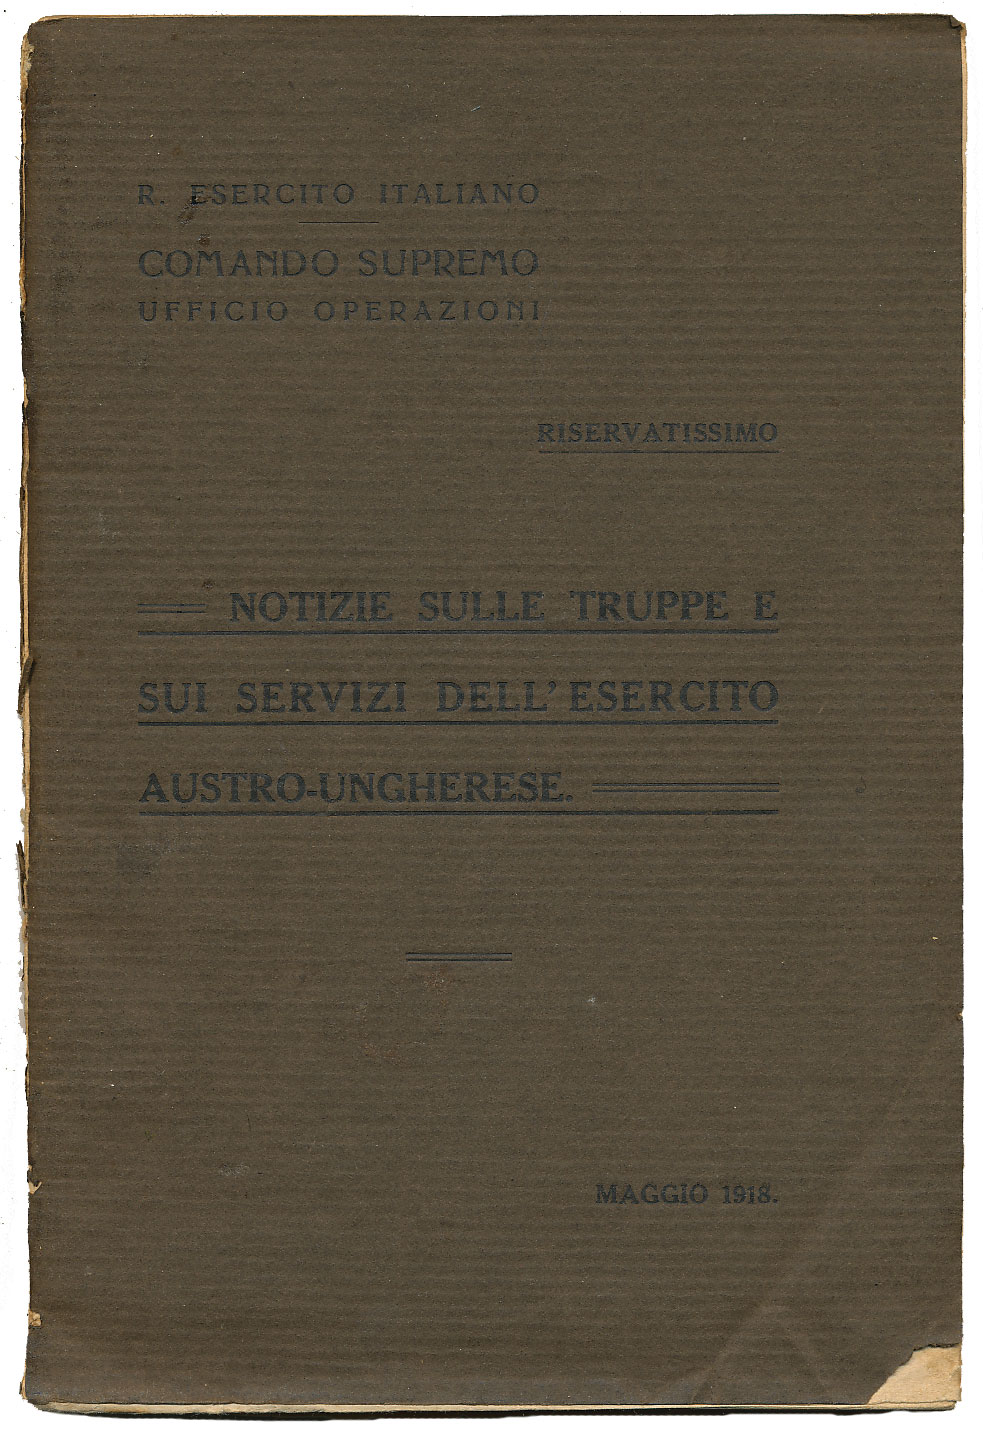 R. ESERCITO ITALIANO
COMANDO SUPREMO
UFFICIO OPERAZIONI
RISERVATISSIMO
NOTIZIE SULLE TRUPPE E
SUI SERVIZI DELL'ESERCITO
AUSTRO-UNGHERESE.
MAGGIO 1918.